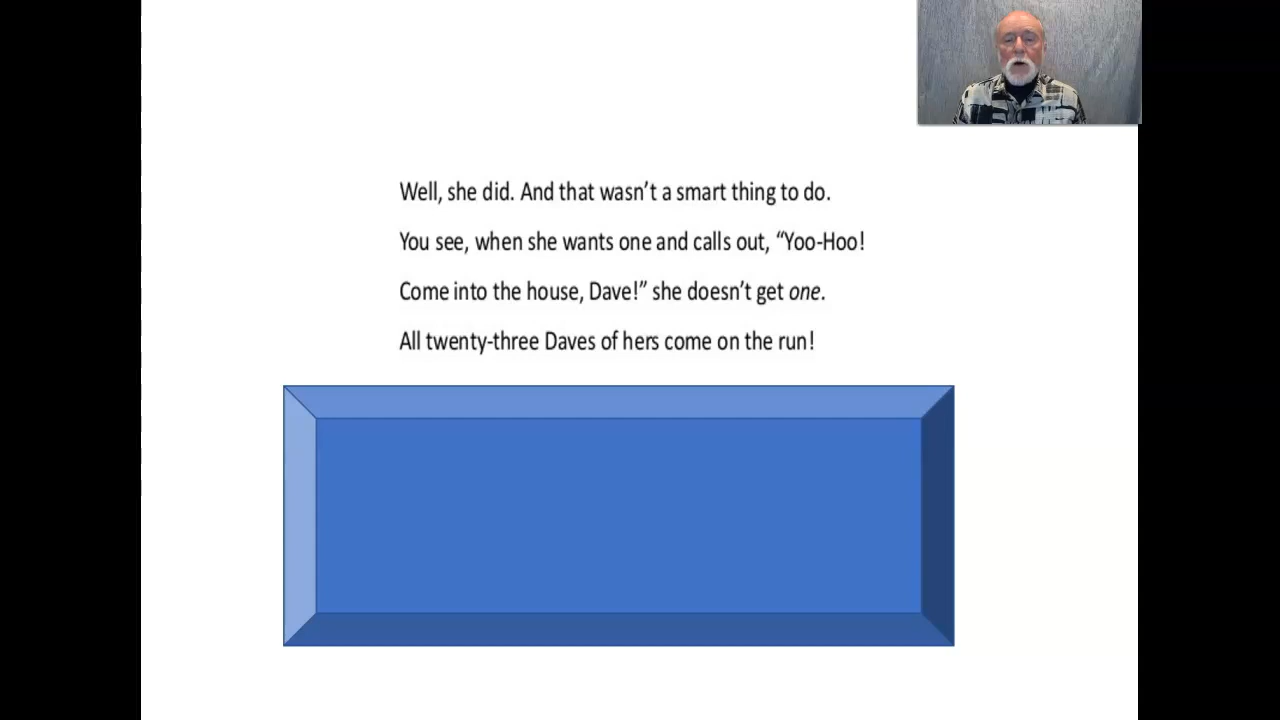 Well, she did. And that wasn’t a smart thing to do.
You see, when she wants one and calls out, “Yoo-Hoo!
Come into the house, Dave!” she doesn’t get one.
All twenty-three Daves of hers come on the run!